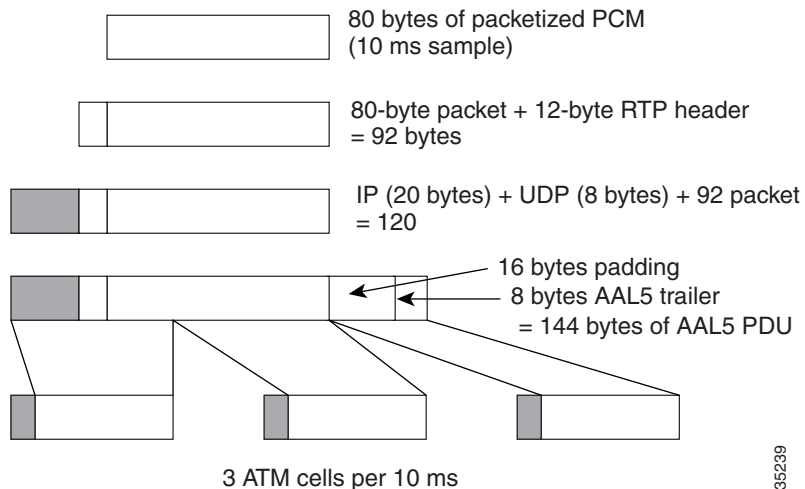 80 bytes of packetized PCM
(10 ms sample)
80-byte packet + 12-byte RTP header
= 92 bytes
IP (20 bytes) + UDP (8 bytes) + 92 packet
= 120
16 bytes padding
8 bytes AAL5 trailer
= 144 bytes of AAL5 PDU
3 ATM cells per 10 ms
35239